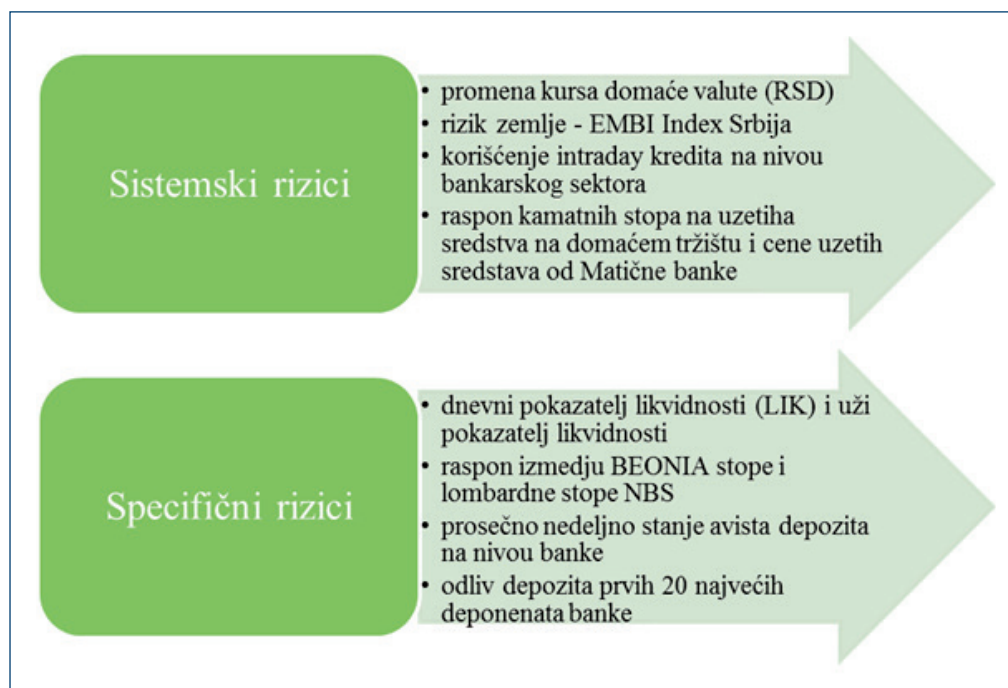 Sistemski rizici
• promena kursa domaće valute (RSD)
• rizik zemlje - EMBI Index Srbija
• korišćenje intraday kredita na nivou
bankarskog sektora
• raspon kamatnih stopa na uzetiha
sredstva na domaćem tržištu i cene uzetih
sredstava od Matične banke
Specifični rizici
• dnevni pokazatelj likvidnosti (LIK) i uži
pokazatelj likvidnosti
• raspon izmedju BEONIA stope i
lombardne stope NBS
• prosečno nedeljno stanje avista depozita
na nivou banke
• odliv depozita prvih 20 najvećih
deponenata banke